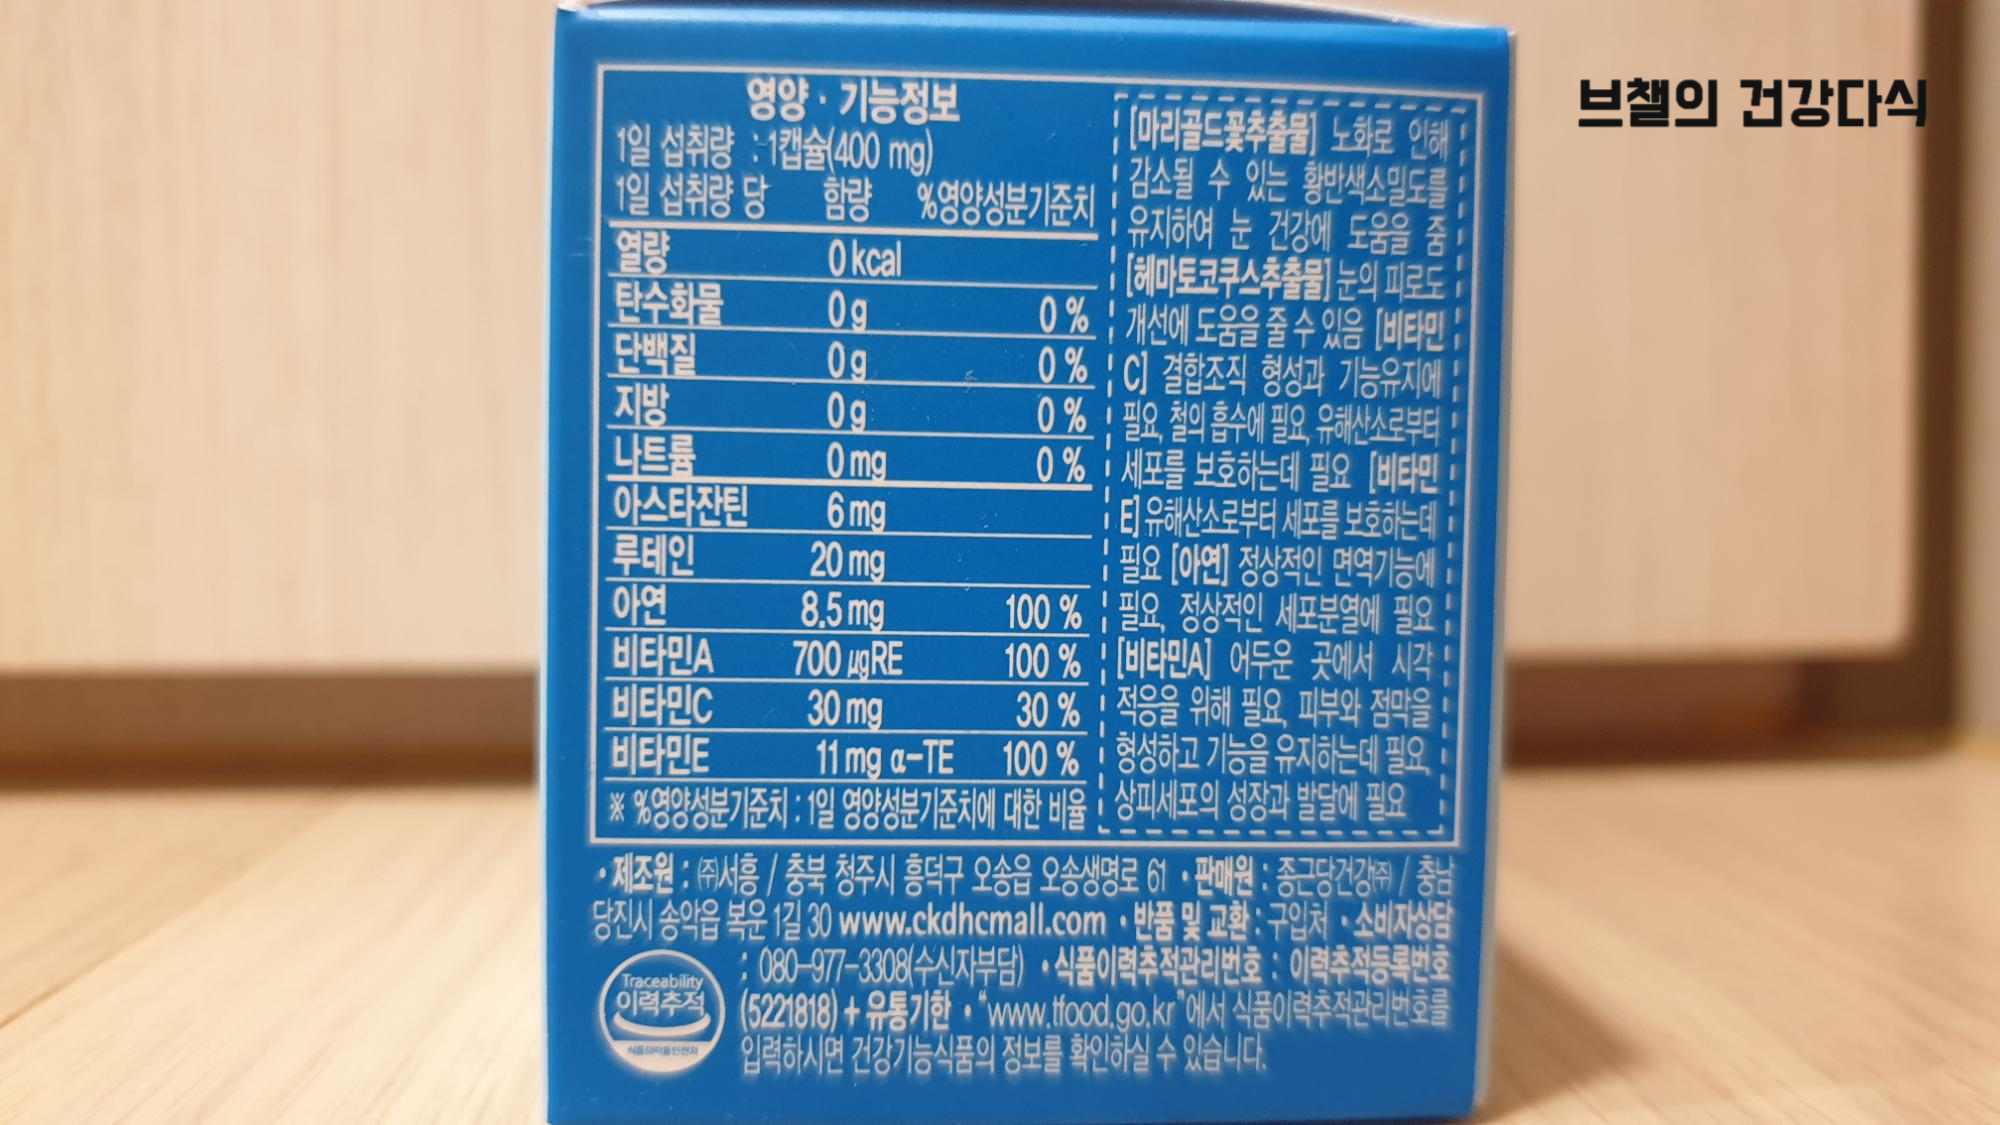 브챌의 건강다식
영양 · 기능정보
1일 섭취량 : 1캡슐(400 mg)
1일 섭취량 당 함량 %영양성분기준치
열량 0 kcal
탄수화물 0 g 0 %
단백질 0 g 0 %
지방 0 g 0 %
나트륨 0 mg 0 %
아스타잔틴 6 mg
루테인 20 mg
아연 8.5 mg 100 %
비타민A 700 µgRE 100 %
비타민C 30 mg 30 %
비타민E 11 mg α-TE 100 %
※ %영양성분기준치 : 1일 영양성분기준치에 대한 비율
[마리골드꽃추출물] 노화로 인해
감소될 수 있는 황반색소밀도를
유지하여 눈 건강에 도움을 줌
[헤마토코쿠스추출물] 눈의 피로도
개선에 도움을 줄 수 있음 [비타민
C] 결합조직 형성과 기능유지에
필요, 철의 흡수에 필요, 유해산소로부터
세포를 보호하는데 필요 [비타민
E] 유해산소로부터 세포를 보호하는데
필요 [아연] 정상적인 면역기능에
필요, 정상적인 세포분열에 필요
[비타민A] 어두운 곳에서 시각
적응을 위해 필요, 피부와 점막을
형성하고 기능을 유지하는데 필요,
상피세포의 성장과 발달에 필요
• 제조원 : ㈜서흥 / 충북 청주시 흥덕구 오송읍 오송생명로 61 • 판매원 : 종근당건강㈜ / 충남
당진시 송악읍 복운 1길 30 www.ckdhcmall.com • 반품 및 교환 : 구입처 • 소비자상담
: 080-977-3308(수신자부담) • 식품이력추적관리번호 : 이력추적등록번호
(5221818) + 유통기한 • “www.tfood.go.kr”에서 식품이력추적관리번호를
입력하시면 건강기능식품의 정보를 확인하실 수 있습니다.
Traceability
이력추적
식품의약품안전처